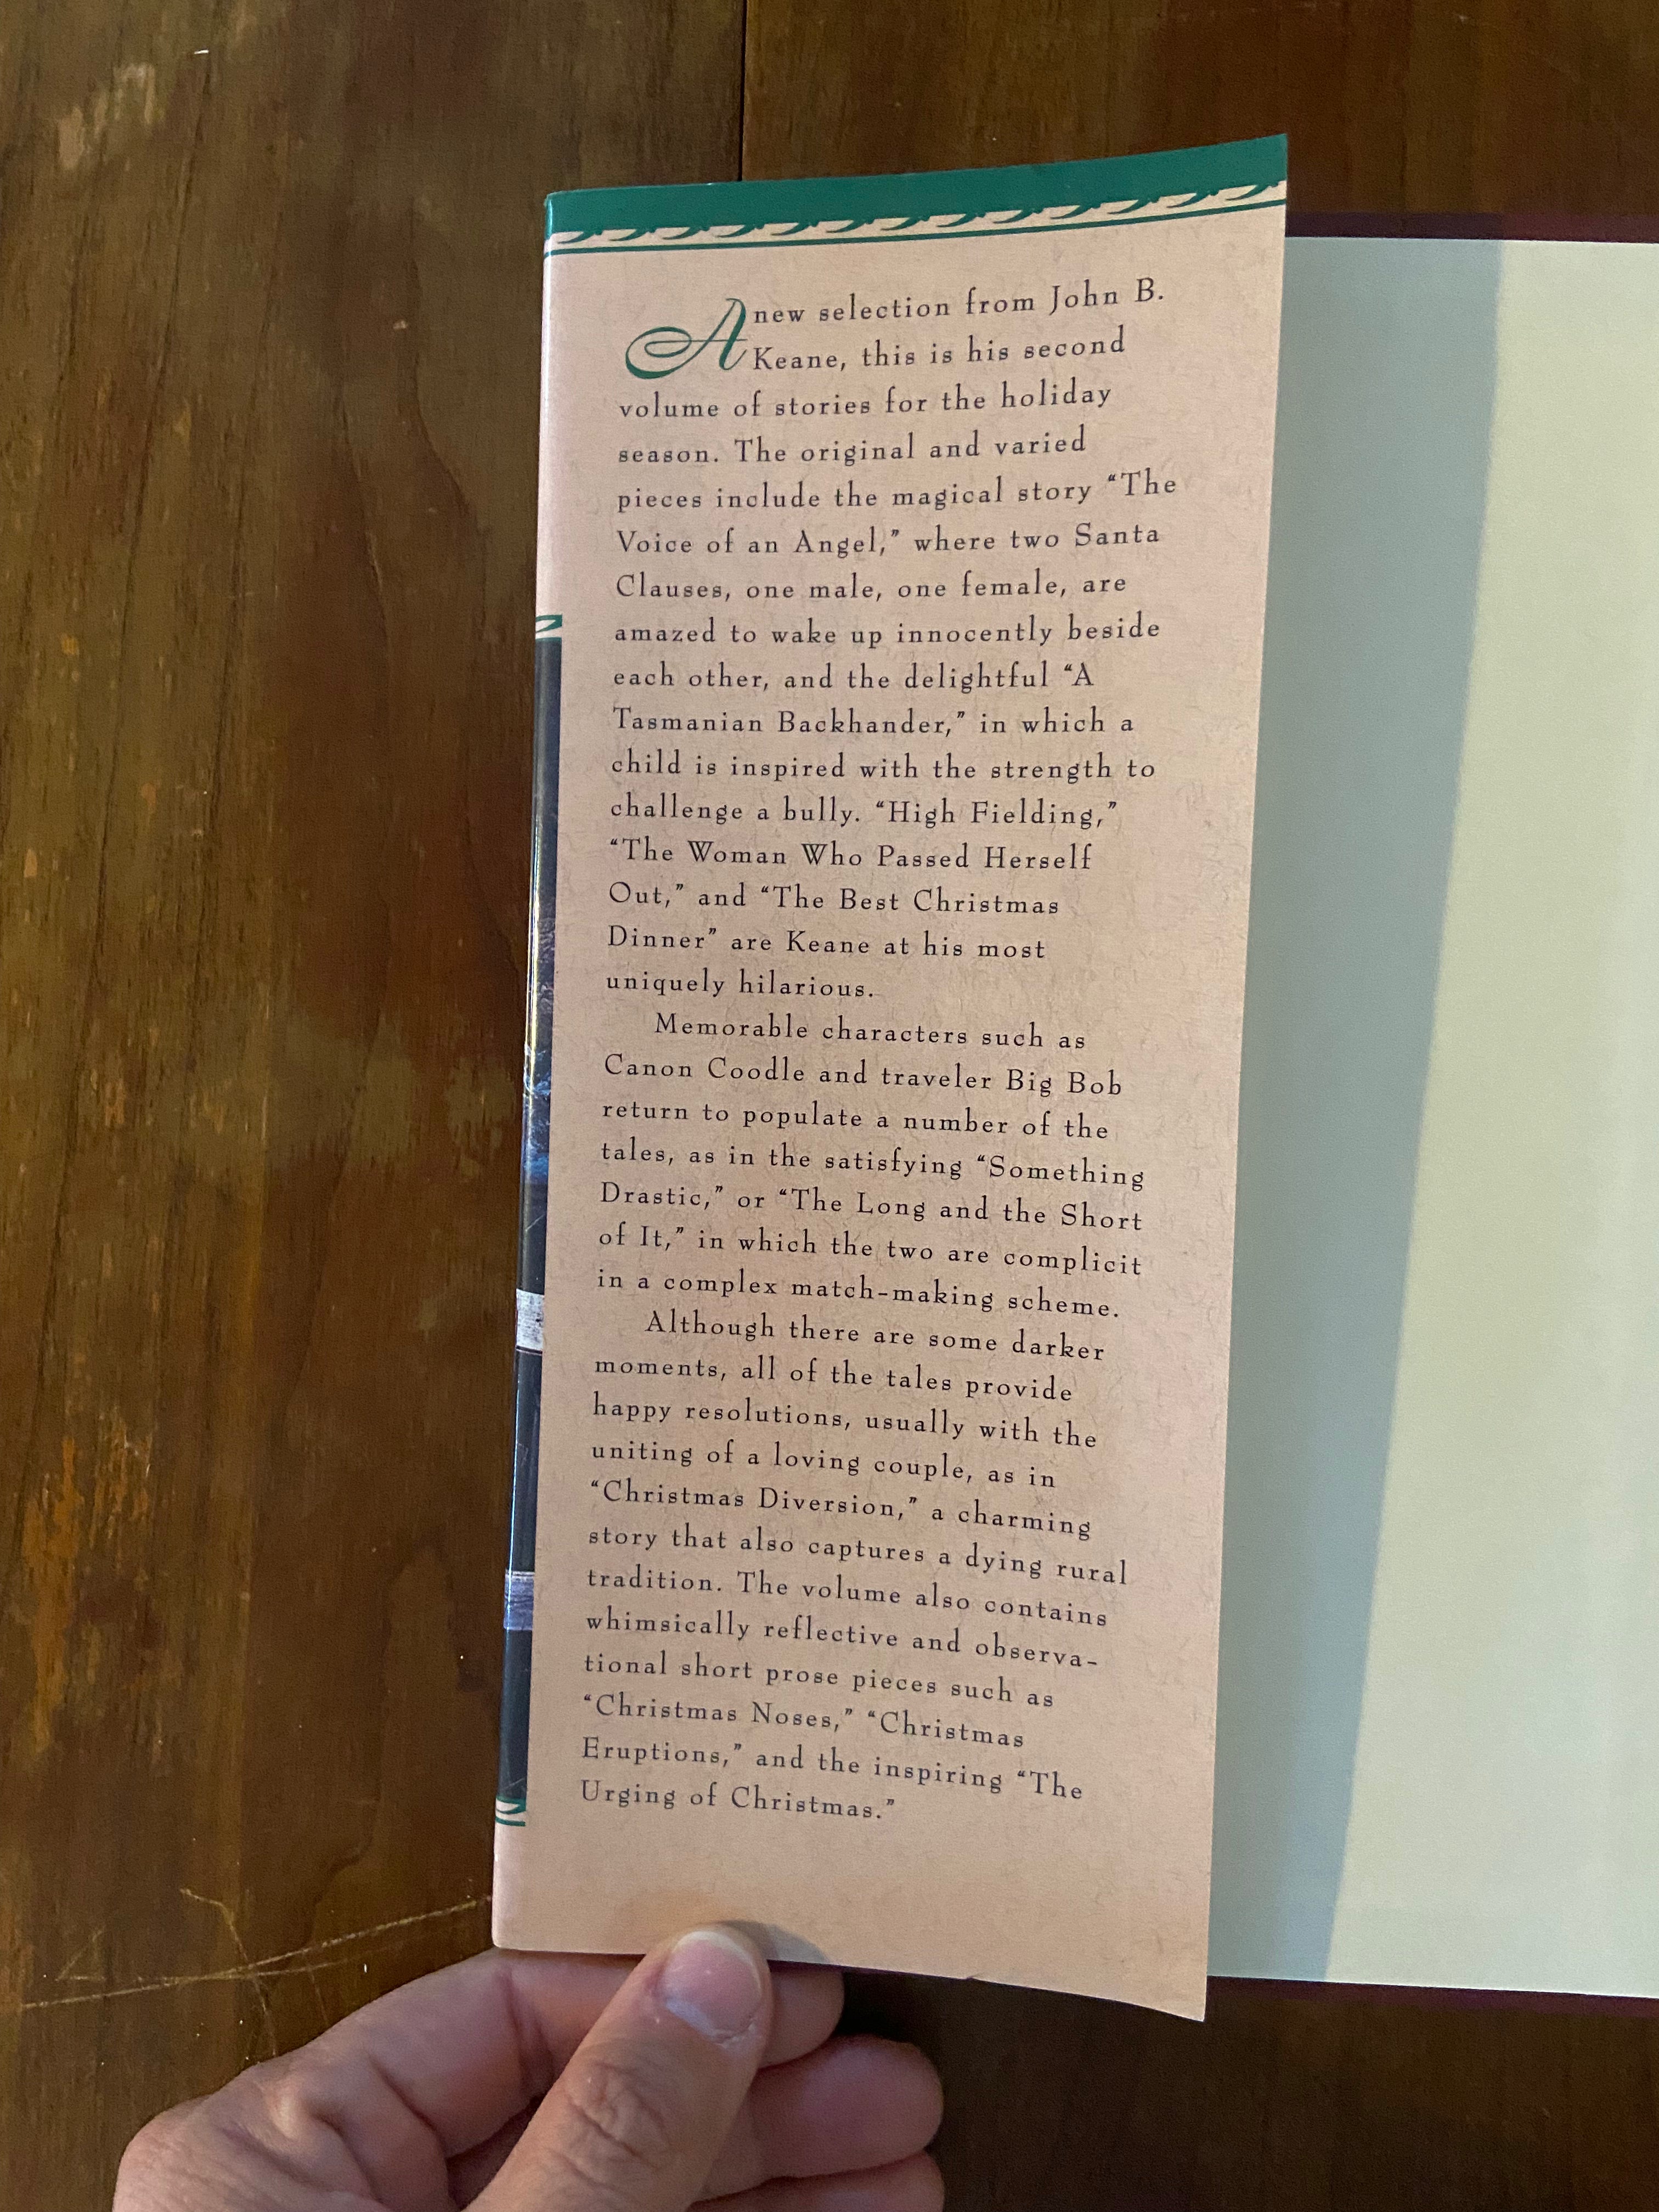 A new selection from John B.
Keane, this is his second
volume of stories for the holiday
season. The original and varied
pieces include the magical story “The
Voice of an Angel,” where two Santa
Clauses, one male, one female, are
amazed to wake up innocently beside
each other, and the delightful “A
Tasmanian Backhander,” in which a
child is inspired with the strength to
challenge a bully. “High Fielding,”
“The Woman Who Passed Herself
Out,” and “The Best Christmas
Dinner” are Keane at his most
uniquely hilarious.
Memorable characters such as
Canon Coodle and traveler Big Bob
return to populate a number of the
tales, as in the satisfying “Something
Drastic,” or “The Long and the Short
of It,” in which the two are complicit
in a complex match-making scheme.
Although there are some darker
moments, all of the tales provide
happy resolutions, usually with the
uniting of a loving couple, as in
“Christmas Diversion,” a charming
story that also captures a dying rural
tradition. The volume also contains
whimsically reflective and observa-
tional short prose pieces such as
“Christmas Noses,” “Christmas
Eruptions,” and the inspiring “The
Urging of Christmas.”